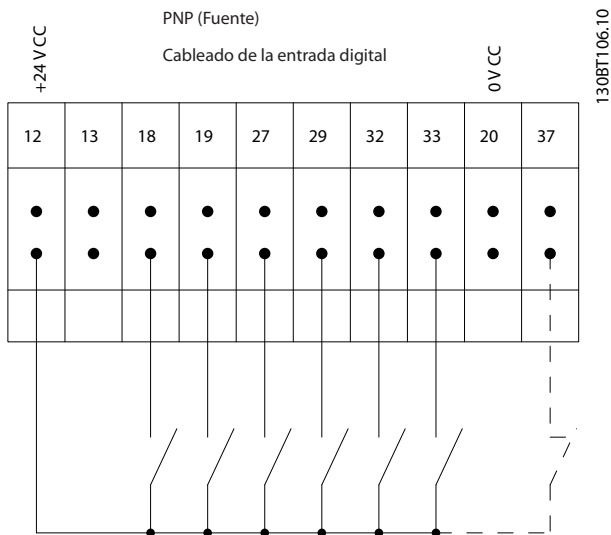 PNP (Fuente)
Cableado de la entrada digital
+24 V CC
0 V CC
130BT106.10
12 13 18 19 27 29 32 33 20 37